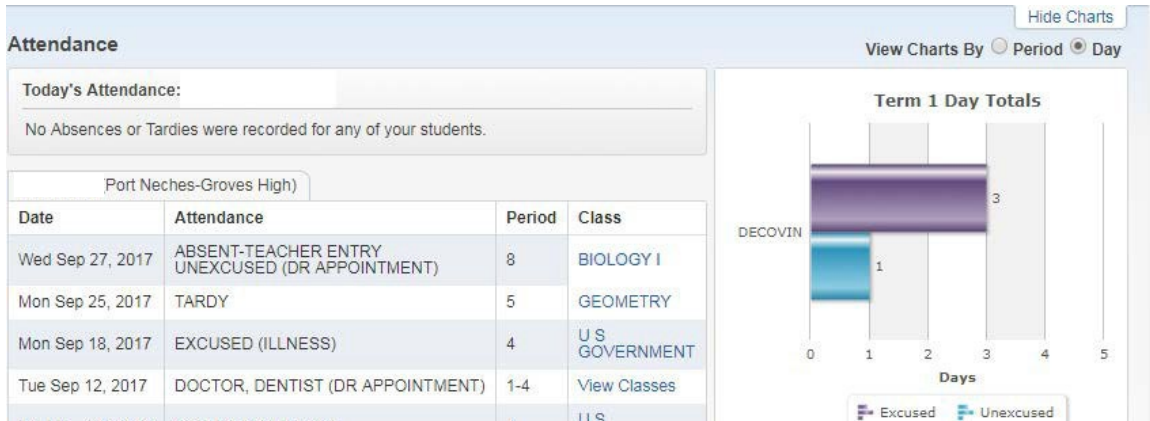 Hide Charts
Attendance
View Charts By Period Day
Today's Attendance:
No Absences or Tardies were recorded for any of your students.
Port Neches-Groves High)
Date Attendance Period Class
Wed Sep 27, 2017 ABSENT-TEACHER ENTRY
UNEXCUSED (DR APPOINTMENT) 8 BIOLOGY I
Mon Sep 25, 2017 TARDY 5 GEOMETRY
Mon Sep 18, 2017 EXCUSED (ILLNESS) 4 U S
GOVERNMENT
Tue Sep 12, 2017 DOCTOR, DENTIST (DR APPOINTMENT) 1-4 View Classes
U S
Term 1 Day Totals
3
DECOVIN
1
0 1 2 3 4 5
Days
Excused Unexcused